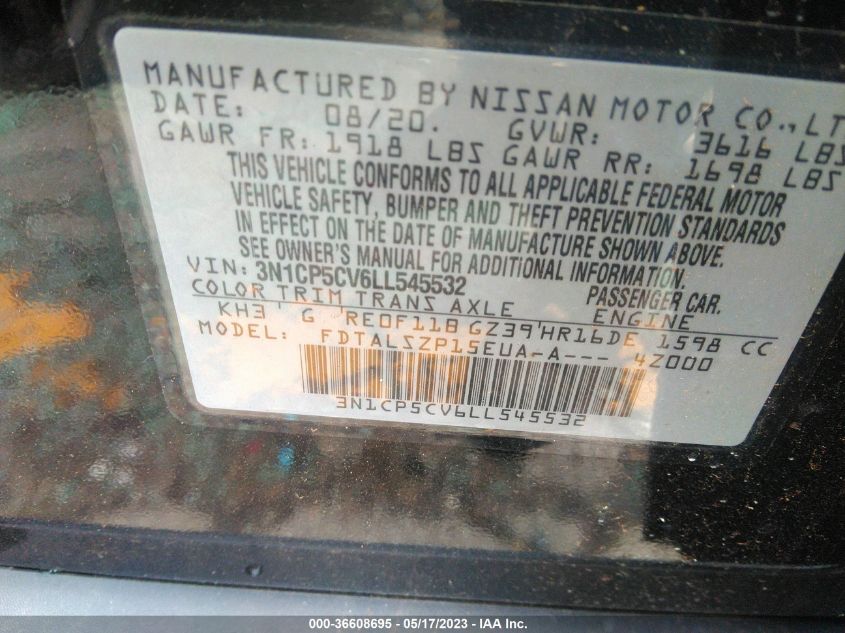 MANUFACTURED BY NISSAN MOTOR CO., LT
DATE: 08/20. GVWR: 3616 LBS
GAWR FR: 1918 LBS GAWR RR: 1698 LBS
THIS VEHICLE CONFORMS TO ALL APPLICABLE FEDERAL MOTOR
VEHICLE SAFETY, BUMPER AND THEFT PREVENTION STANDARDS
IN EFFECT ON THE DATE OF MANUFACTURE SHOWN ABOVE.
SEE OWNER'S MANUAL FOR ADDITIONAL INFORMATION.
VIN: 3N1CP5CV6LL545532 PASSENGER CAR.
COLOR TRIM TRANS AXLE ENGINE
KH3 G RE0F11B GZ39 HR16DE 1598 CC
MODEL: FDTALSZP15EUA-A--- 4Z000
3N1CP5CV6LL545532
000-36608695 — 05/17/2023 — IAA Inc.